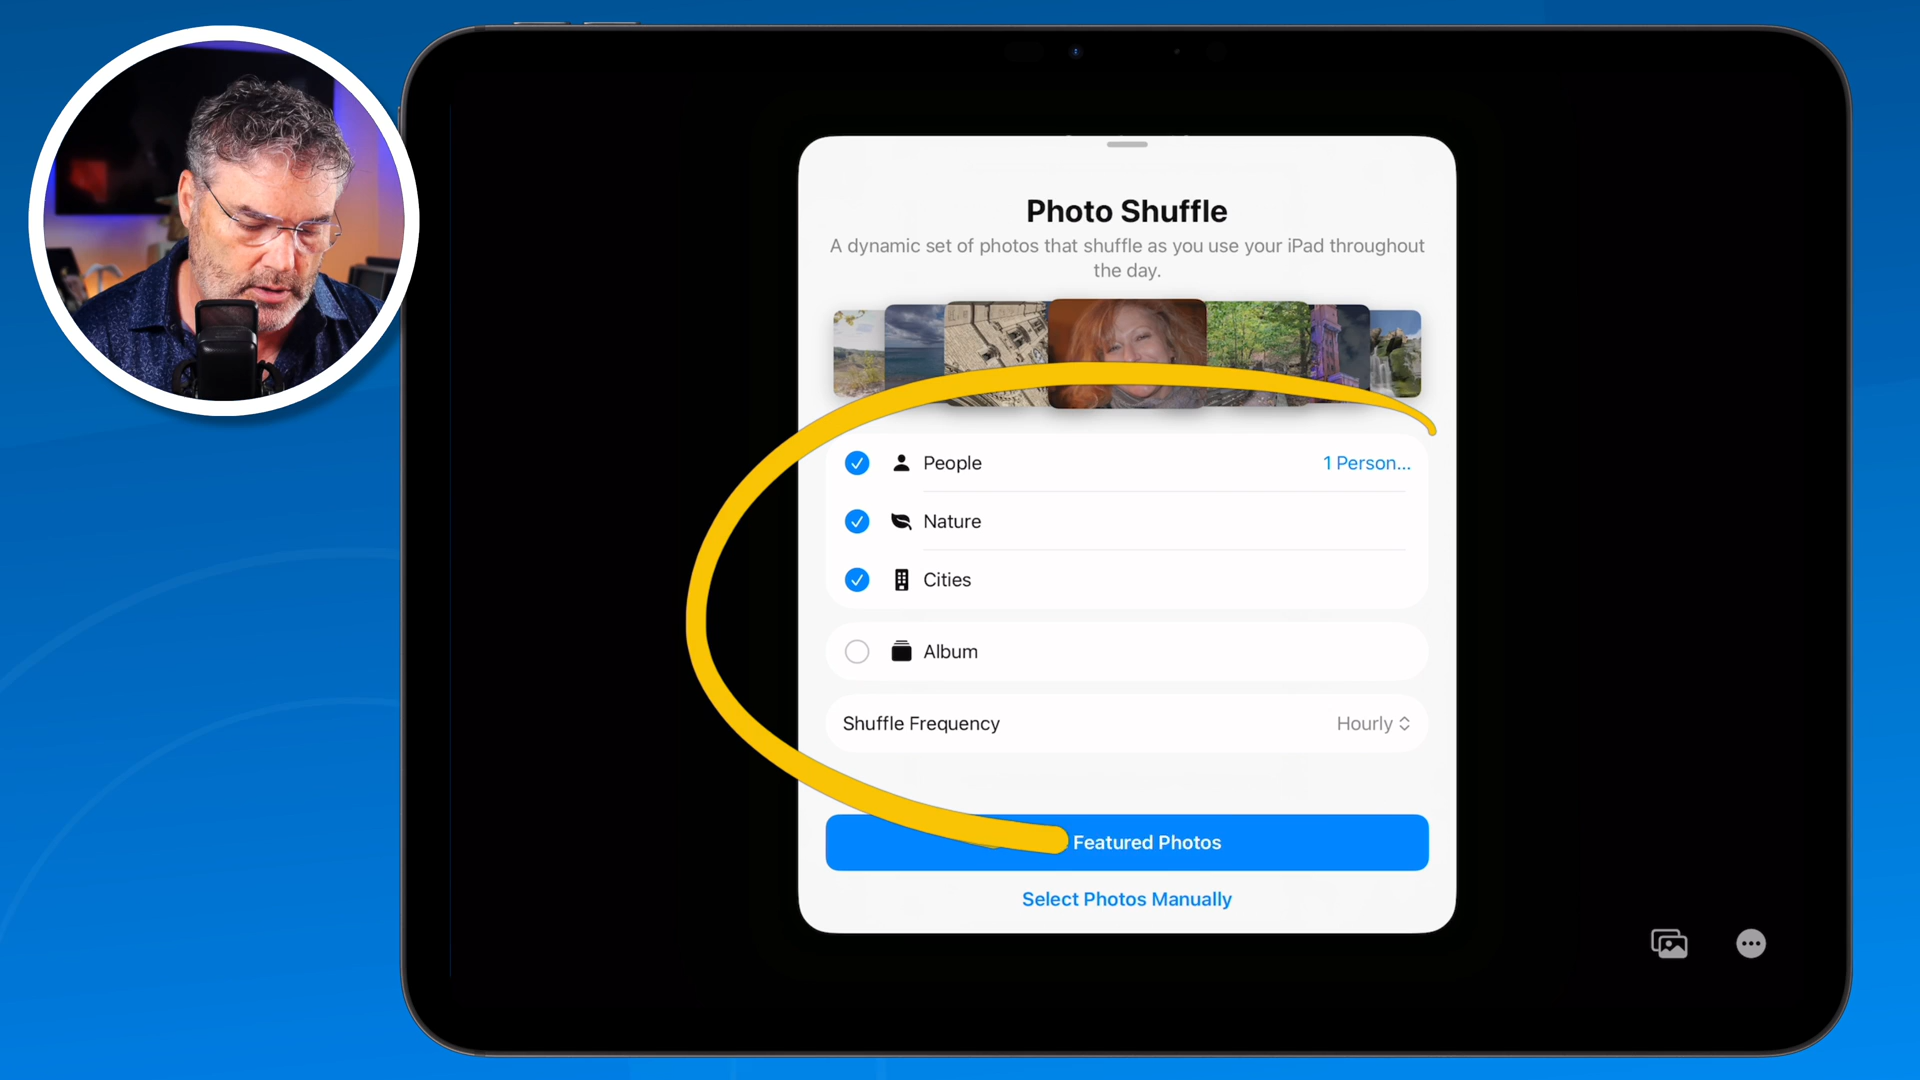 Photo Shuffle
A dynamic set of photos that shuffle as you use your iPad throughout
the day.
People
1 Person...
Nature
Cities
Album
Shuffle Frequency
Hourly
Featured Photos
Select Photos Manually